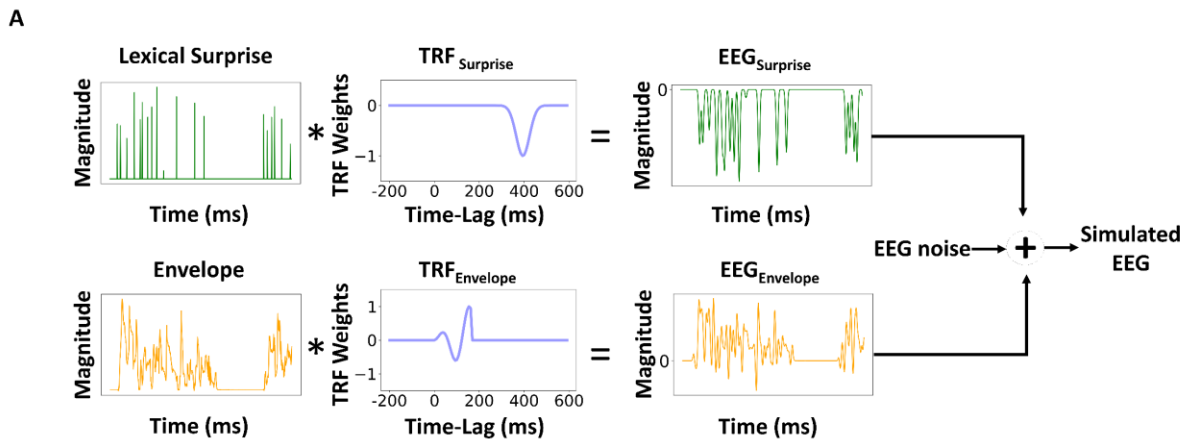 A
Lexical Surprise
TRF Surprise
EEG Surprise
Magnitude
*
TRF Weights
0
−1
=
Magnitude
0
-200 0 200 400 600
Time (ms)
Time-Lag (ms)
Time (ms)
EEG noise
+
Simulated
EEG
Envelope
TRF Envelope
EEG Envelope
Magnitude
*
TRF Weights
1
0
−1
=
Magnitude
0
-200 0 200 400 600
Time (ms)
Time-Lag (ms)
Time (ms)